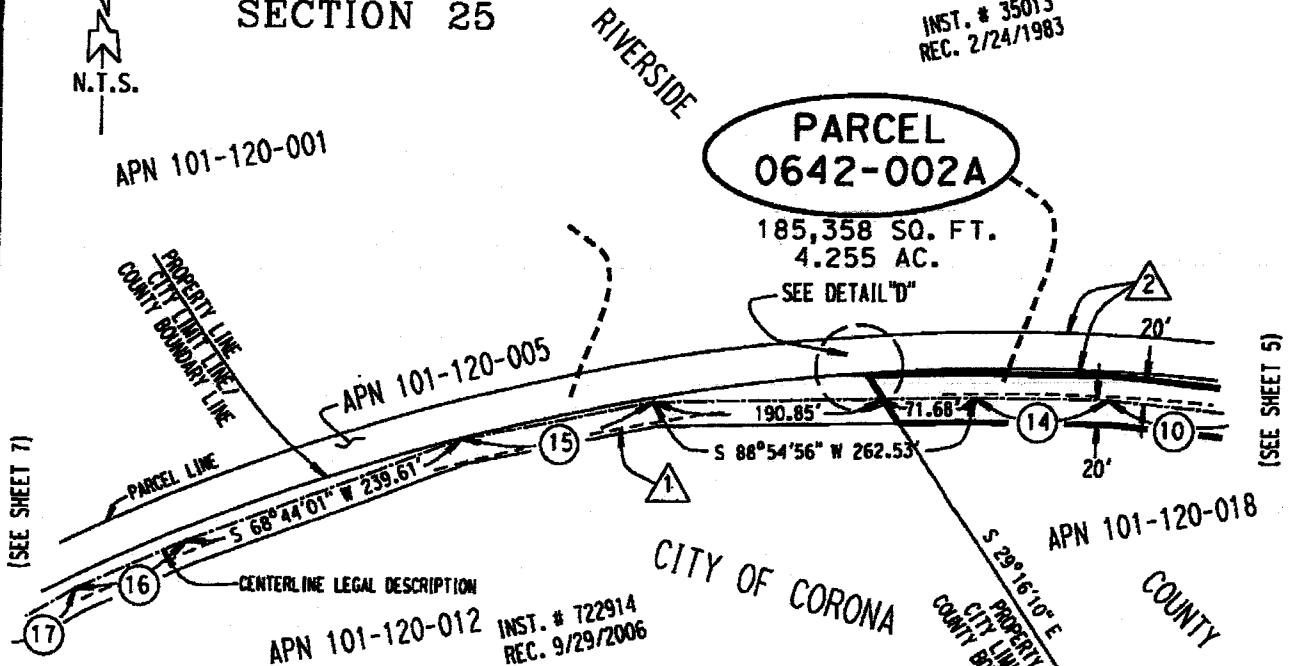 SECTION 25
N
N.T.S.
RIVERSIDE
INST. # 35013
REC. 2/24/1983
APN 101-120-001
PARCEL
0642-002A
185,358 SQ. FT.
4.255 AC.
SEE DETAIL "D"
2
20'
PROPERTY LINE
CITY LIMIT LINE/
COUNTY BOUNDARY LINE
APN 101-120-005
(SEE SHEET 5)
(SEE SHEET 7)
PARCEL LINE
190.85'
71.68'
14
10
15
S 88°54'56" W 262.53'
20'
S 68°44'01" W 239.61'
1
16
CENTERLINE LEGAL DESCRIPTION
17
APN 101-120-012
INST. # 722914
REC. 9/29/2006
CITY OF CORONA
S 29°16'10" E
PROPERTY
CITY
COUNTY
APN 101-120-018
COUNTY